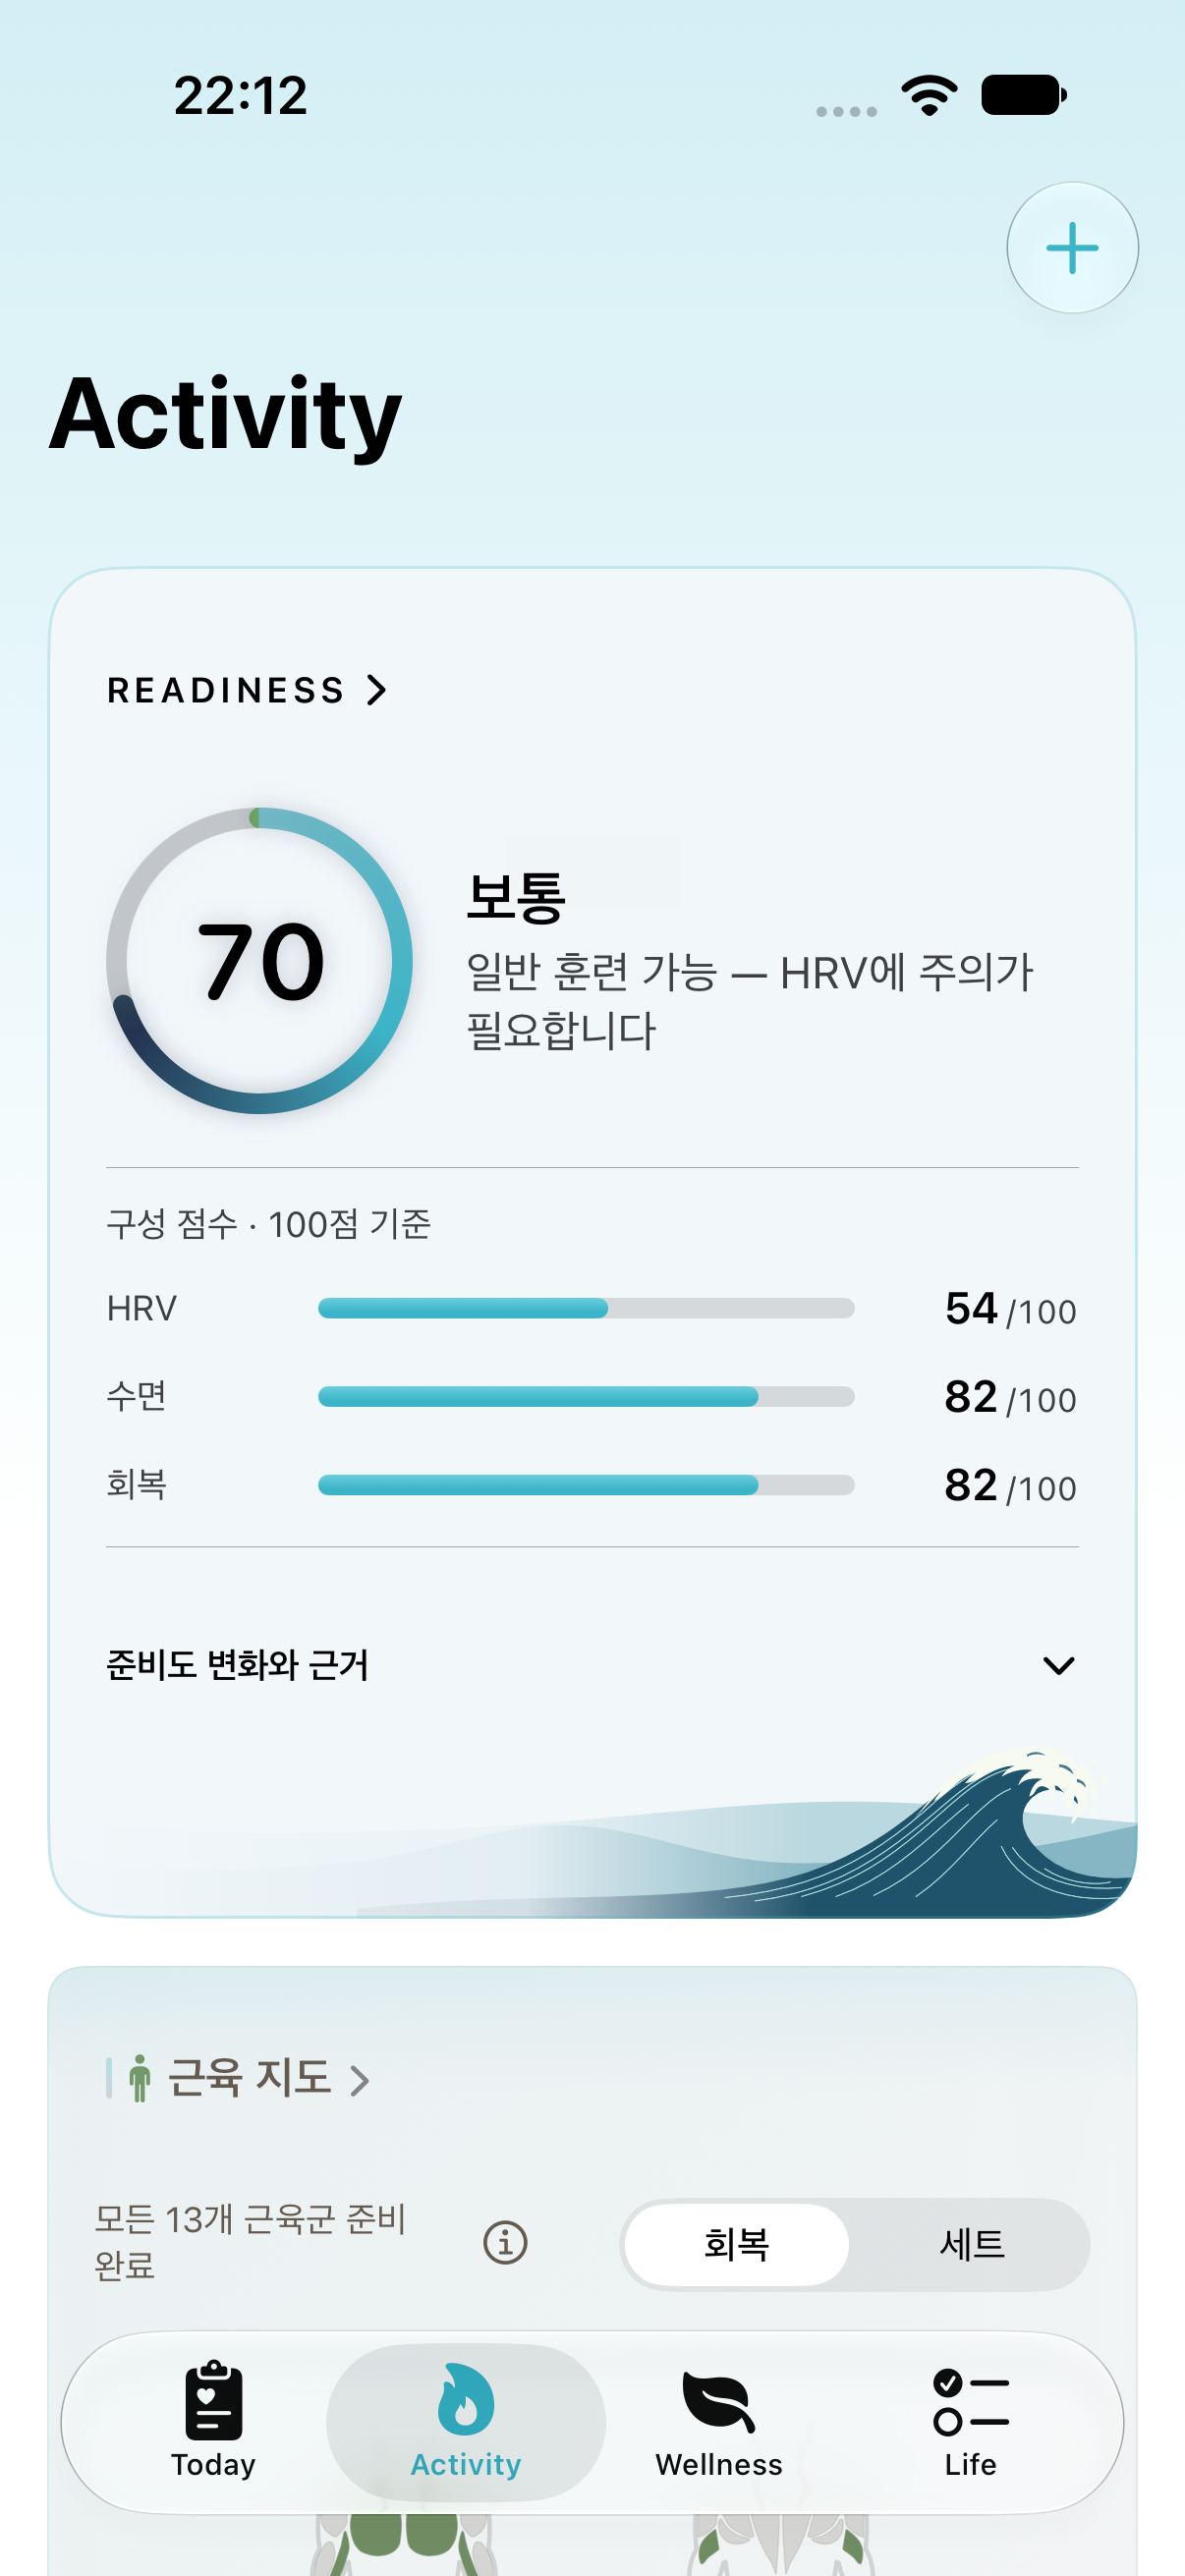 22:12
Activity
READINESS
70
보통
일반 훈련 가능 — HRV에 주의가
필요합니다
구성 점수 · 100점 기준
HRV 54 /100
수면 82 /100
회복 82 /100
준비도 변화와 근거
근육 지도
모든 13개 근육군 준비
완료
회복 세트
Today Activity Wellness Life